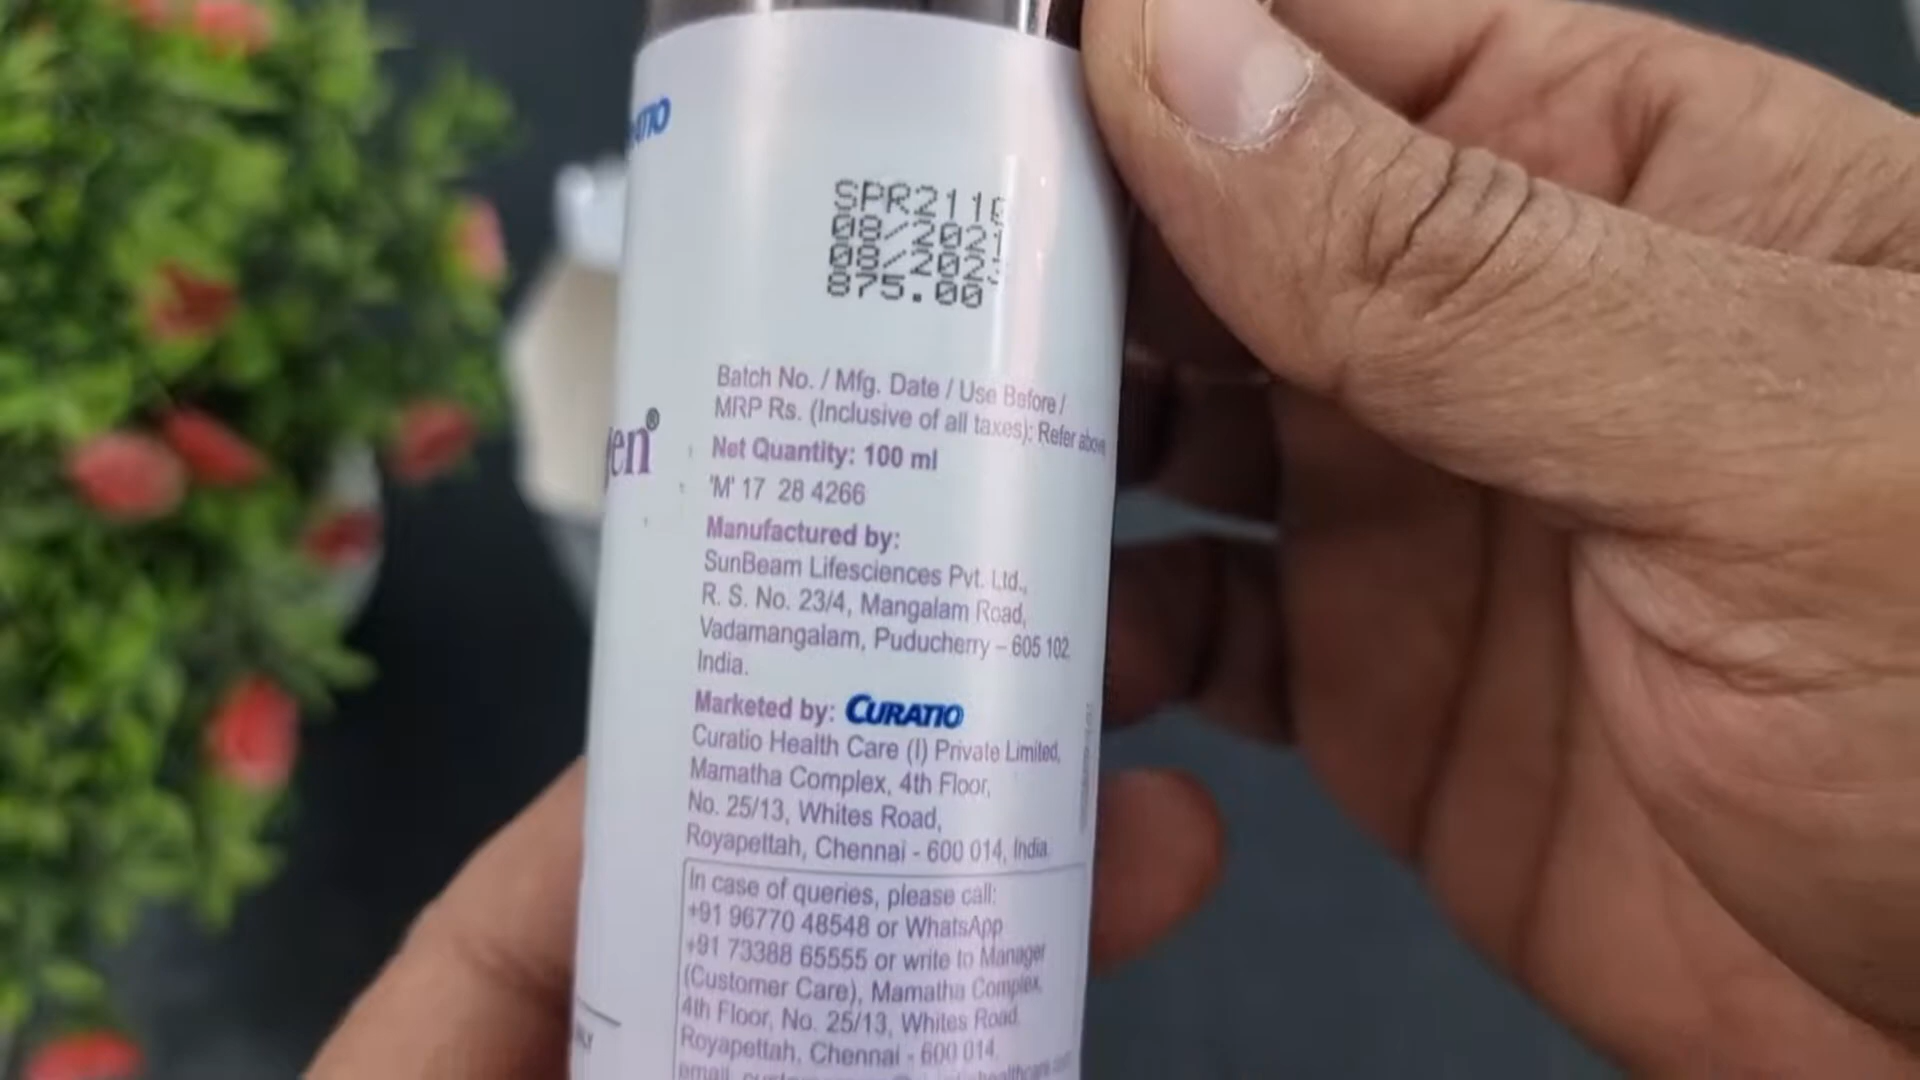 SPR211
08/2021
08/202
875.00
Batch No. / Mfg. Date / Use Before /
MRP Rs. (Inclusive of all taxes): Refer above
Net Quantity: 100 ml
'M' 17 28 4266
Manufactured by:
SunBeam Lifesciences Pvt. Ltd.,
R. S. No. 23/4, Mangalam Road,
Vadamangalam, Puducherry – 605 102
India.
Marketed by: CURATIO
Curatio Health Care (I) Private Limited,
Mamatha Complex, 4th Floor,
No. 25/13, Whites Road,
Royapettah, Chennai - 600 014, India.
In case of queries, please call:
+91 96770 48548 or WhatsApp
+91 73388 65555 or write to Manager
(Customer Care), Mamatha Complex,
4th Floor, No. 25/13, Whites Road,
Royapettah, Chennai - 600 014.